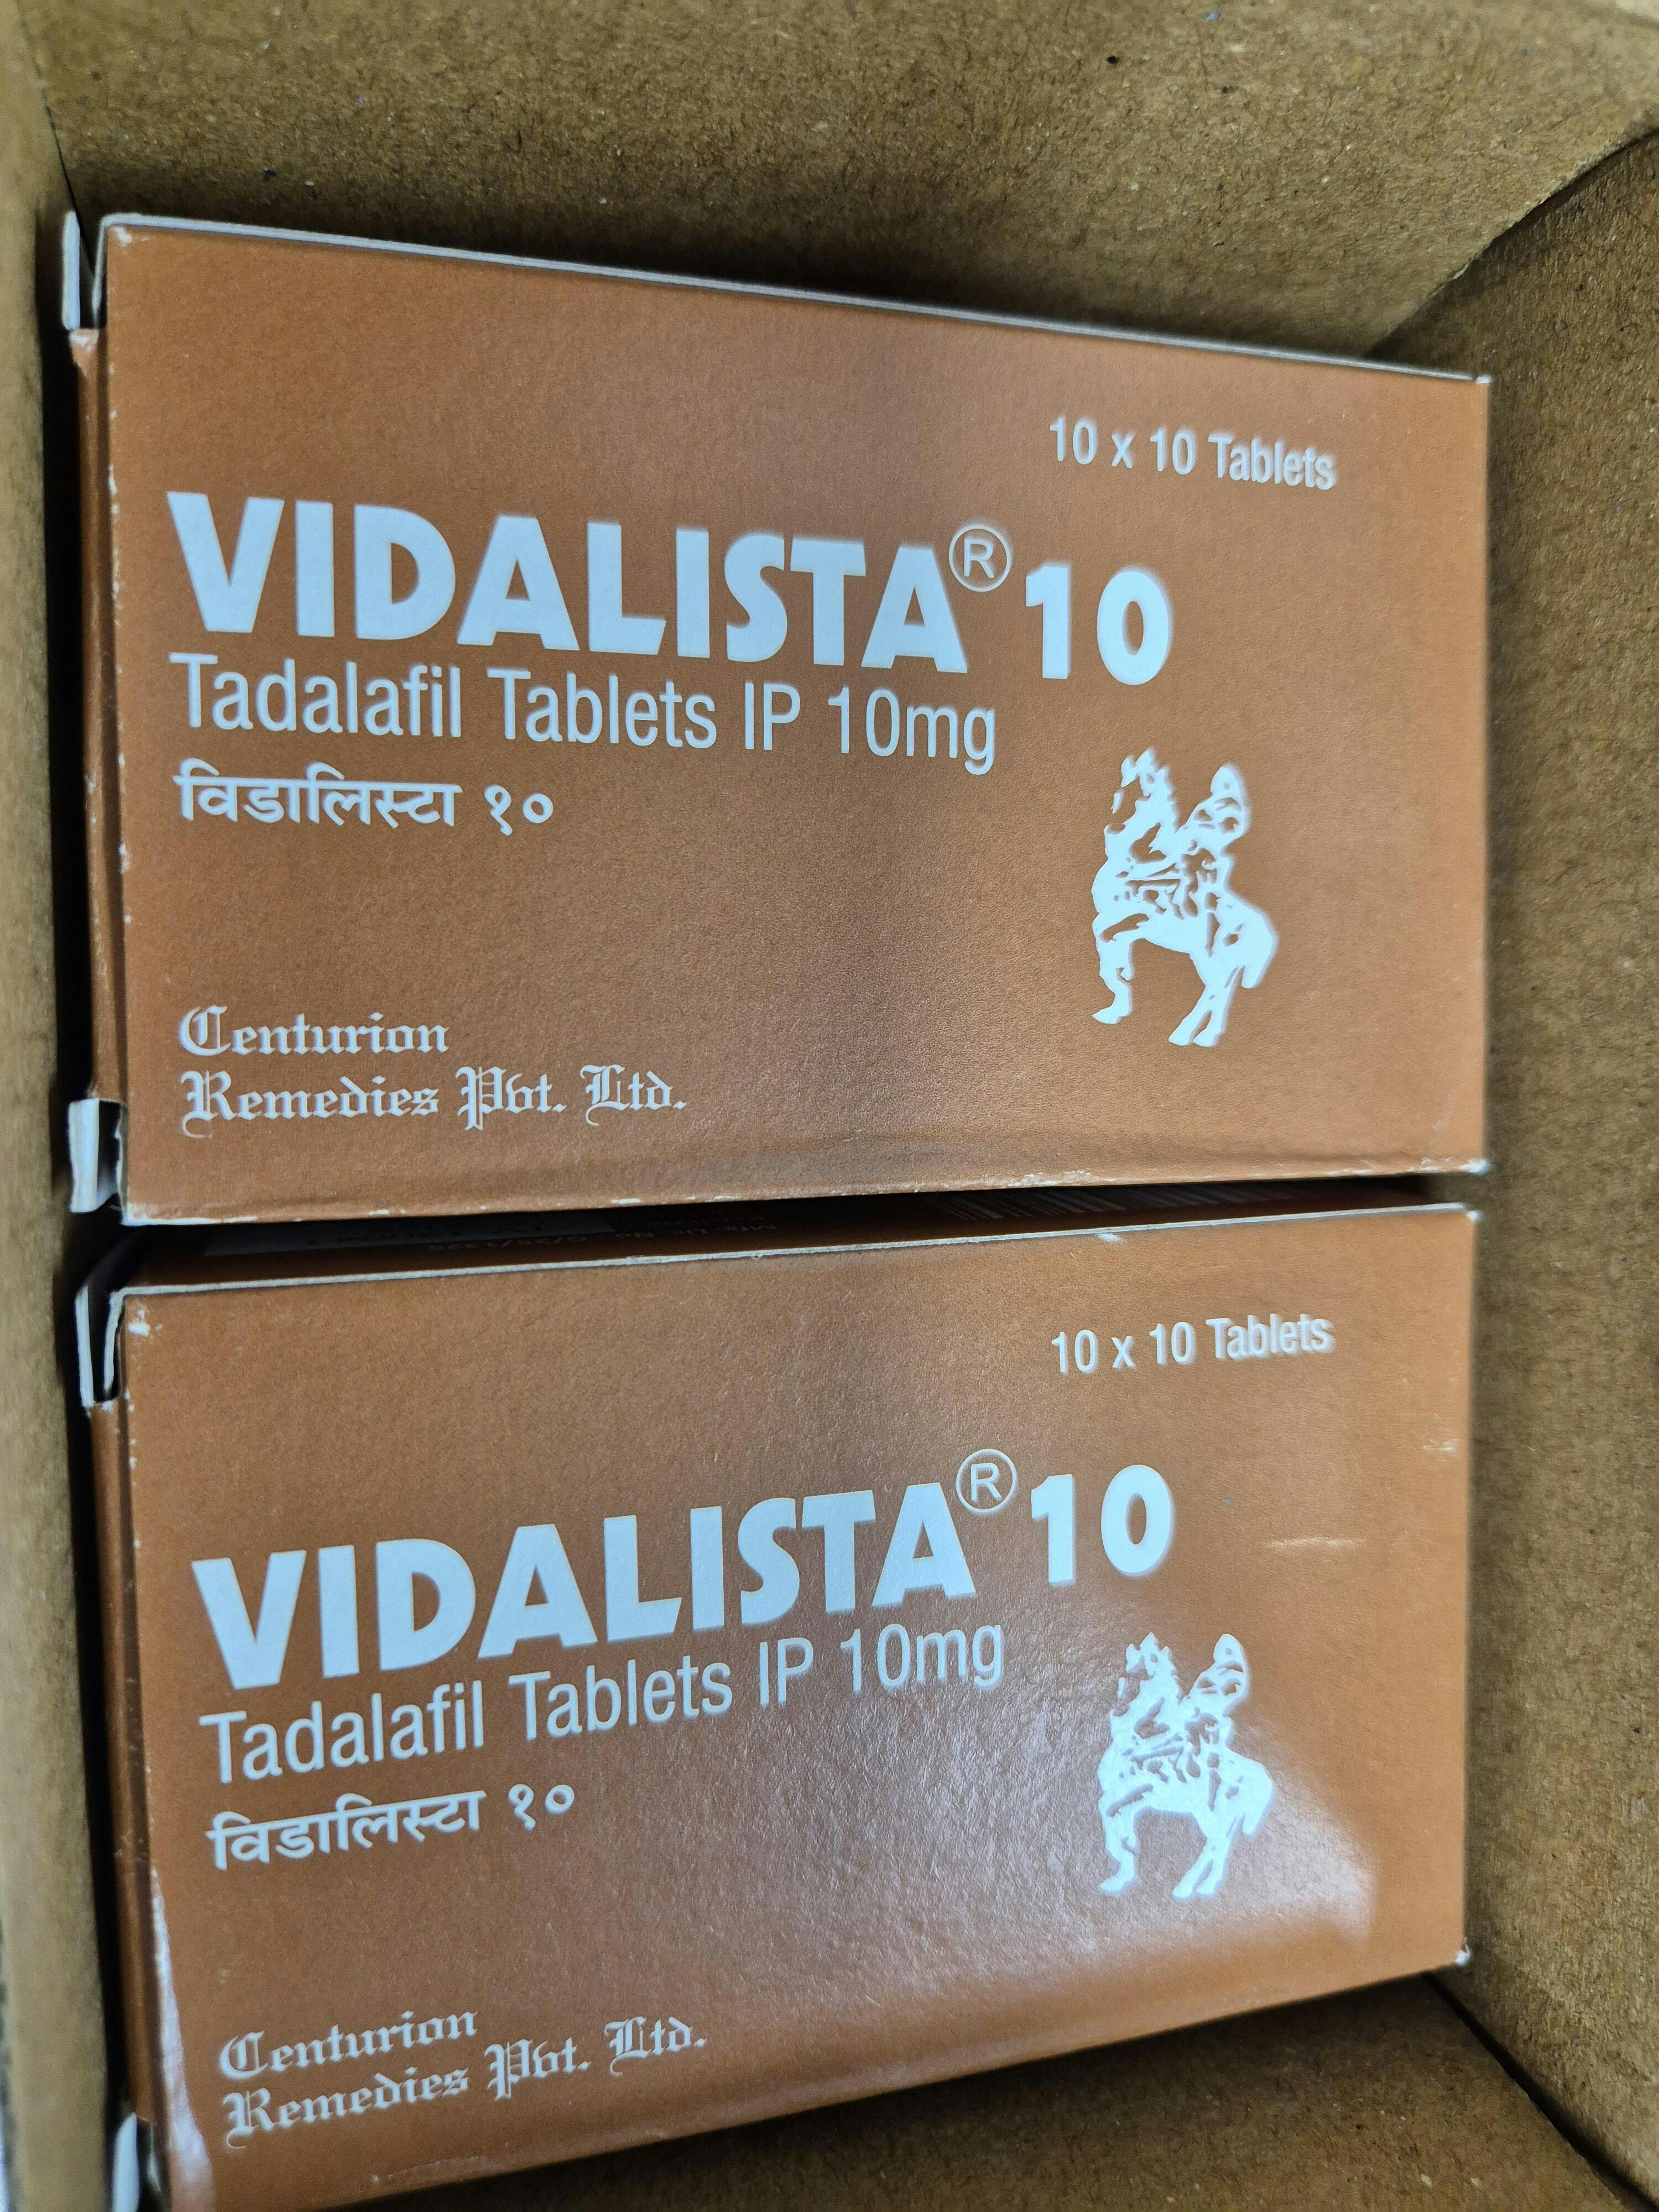 10 x 10 Tablets
VIDALISTA® 10
Tadalafil Tablets IP 10mg
विडालिस्टा १०
Centurion
Remedies Pvt. Ltd.
10 x 10 Tablets
VIDALISTA® 10
Tadalafil Tablets IP 10mg
विडालिस्टा १०
Centurion
Remedies Pvt. Ltd.